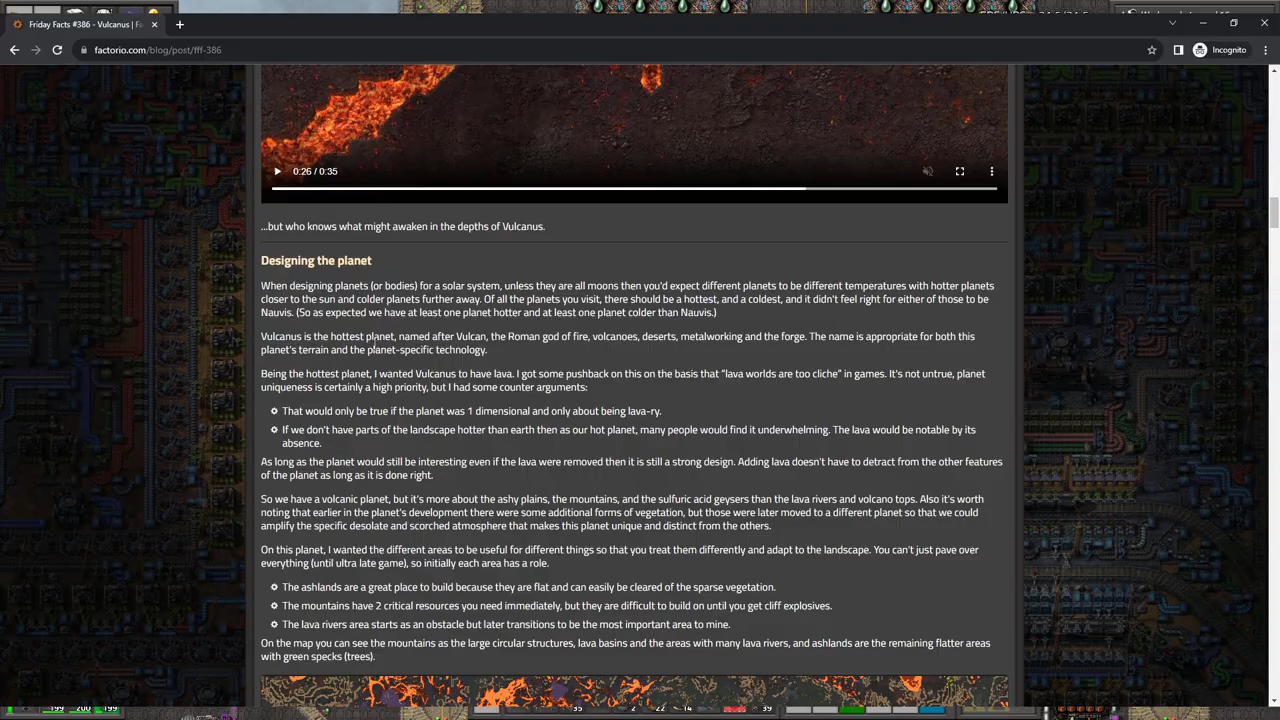 Friday Facts #386 - Vulcanus | Fa
factorio.com/blog/post/fff-386
Incognito
0:26 / 0:35
...but who knows what might awaken in the depths of Vulcanus.
Designing the planet
When designing planets (or bodies) for a solar system, unless they are all moons then you'd expect different planets to be different temperatures with hotter planets
closer to the sun and colder planets further away. Of all the planets you visit, there should be a hottest, and a coldest, and it didn't feel right for either of those to be
Nauvis. (So as expected we have at least one planet hotter and at least one planet colder than Nauvis.)
Vulcanus is the hottest planet, named after Vulcan, the Roman god of fire, volcanoes, deserts, metalworking and the forge. The name is appropriate for both this
planet's terrain and the planet-specific technology.
Being the hottest planet, I wanted Vulcanus to have lava. I got some pushback on this on the basis that "lava worlds are too cliche" in games. It's not untrue, planet
uniqueness is certainly a high priority, but I had some counter arguments:
That would only be true if the planet was 1 dimensional and only about being lava-ry.
If we don't have parts of the landscape hotter than earth then as our hot planet, many people would find it underwhelming. The lava would be notable by its
absence.
As long as the planet would still be interesting even if the lava were removed then it is still a strong design. Adding lava doesn't have to detract from the other features
of the planet as long as it is done right.
So we have a volcanic planet, but it's more about the ashy plains, the mountains, and the sulfuric acid geysers than the lava rivers and volcano tops. Also it's worth
noting that earlier in the planet's development there were some additional forms of vegetation, but those were later moved to a different planet so that we could
amplify the specific desolate and scorched atmosphere that makes this planet unique and distinct from the others.
On this planet, I wanted the different areas to be useful for different things so that you treat them differently and adapt to the landscape. You can't just pave over
everything (until ultra late game), so initially each area has a role.
The ashlands are a great place to build because they are flat and can easily be cleared of the sparse vegetation.
The mountains have 2 critical resources you need immediately, but they are difficult to build on until you get cliff explosives.
The lava rivers area starts as an obstacle but later transitions to be the most important area to mine.
On the map you can see the mountains as the large circular structures, lava basins and the areas with many lava rivers, and ashlands are the remaining flatter areas
with green specks (trees).
199 200 199